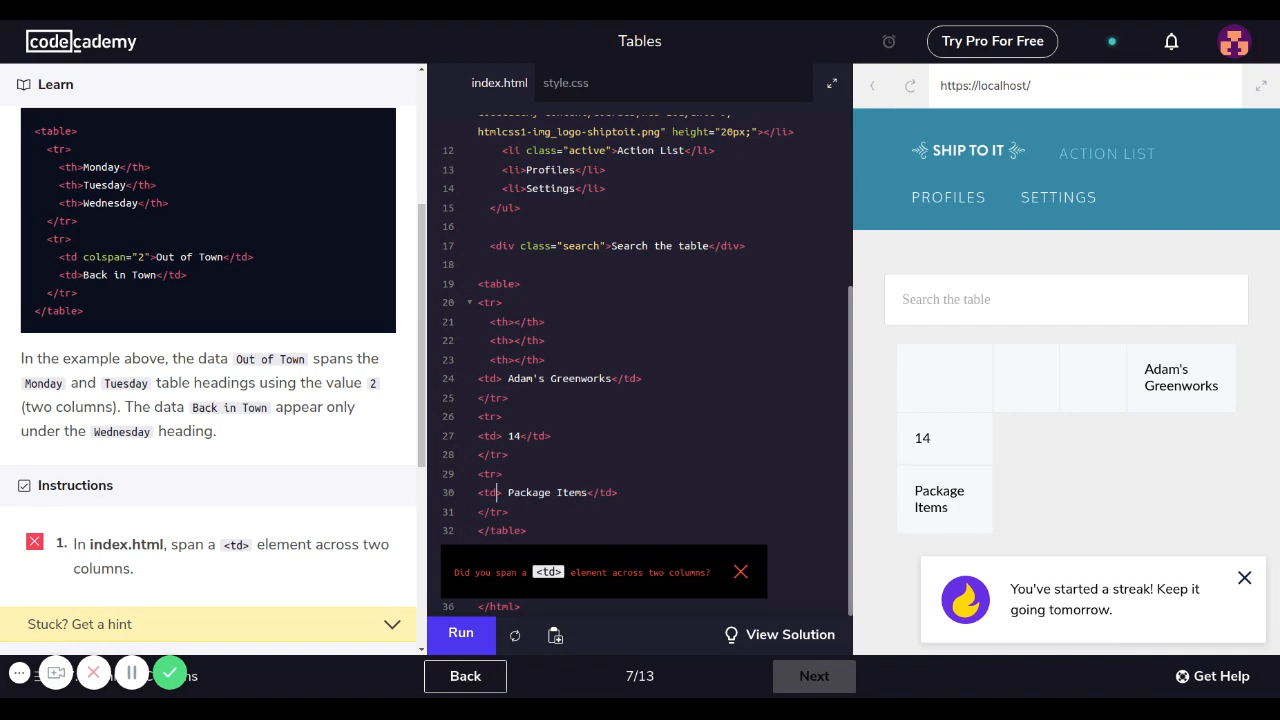 codecademy
Tables
Try Pro For Free
Learn
<table>
<tr>
<th>Monday</th>
<th>Tuesday</th>
<th>Wednesday</th>
</tr>
<tr>
<td colspan="2">Out of Town</td>
<td>Back in Town</td>
</tr>
</table>
In the example above, the data Out of Town spans the
Monday and Tuesday table headings using the value 2
(two columns). The data Back in Town appear only
under the Wednesday heading.
Instructions
1. In index.html, span a <td> element across two
columns.
Stuck? Get a hint
index.html
style.css
htmlcss1-img_logo-shiptoit.png" height="20px;"></li>
12 <li class="active">Action List</li>
13 <li>Profiles</li>
14 <li>Settings</li>
15 </ul>
16
17 <div class="search">Search the table</div>
18
19 <table>
20 <tr>
21 <th></th>
22 <th></th>
23 <th></th>
24 <td> Adam's Greenworks</td>
25 </tr>
26 <tr>
27 <td> 14</td>
28 </tr>
29 <tr>
30 <td> Package Items</td>
31 </tr>
32 </table>
Did you span a <td> element across two columns?
36 </html>
Run
View Solution
https://localhost/
SHIP TO IT
ACTION LIST
PROFILES
SETTINGS
Search the table
Adam's
Greenworks
14
Package
Items
You've started a streak! Keep it
going tomorrow.
Back
7/13
Next
Get Help